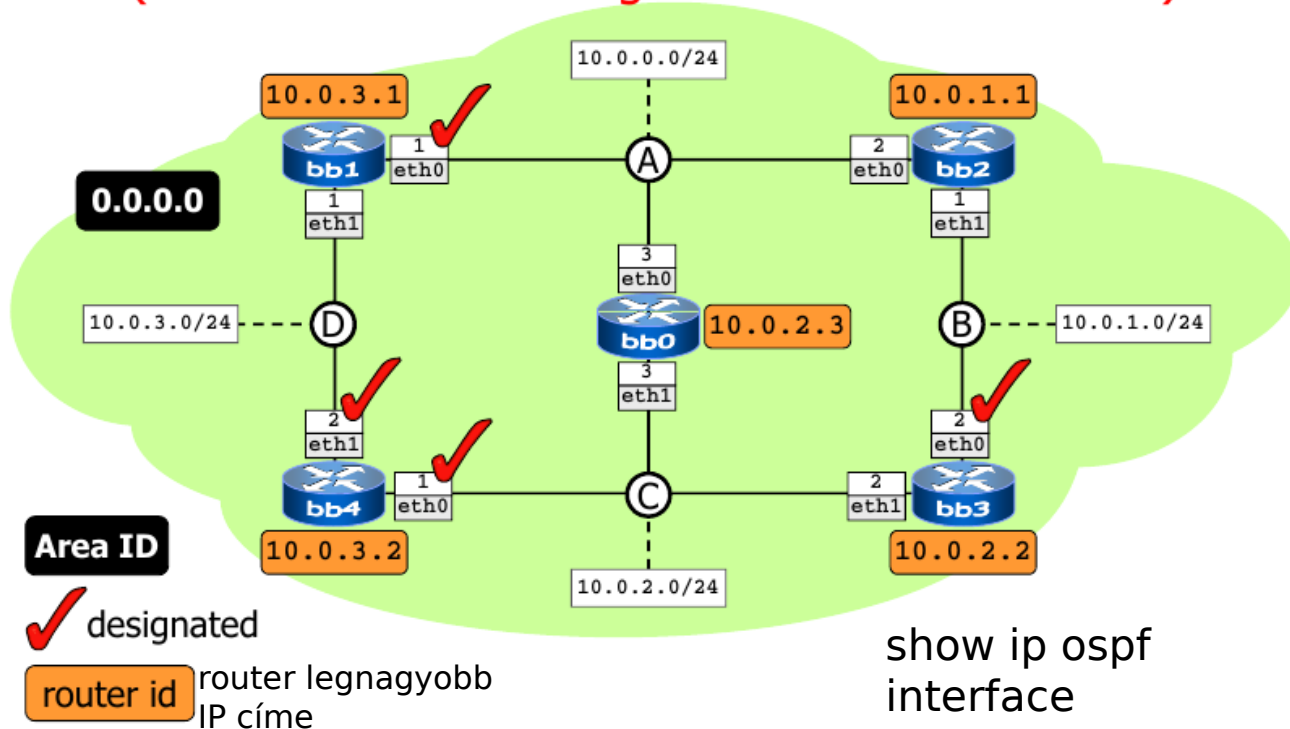 10.0.0.0/24
10.0.3.1
10.0.1.1
1
eth0
A
2
eth0
bb1
bb2
0.0.0.0
1
eth1
1
eth1
3
eth0
10.0.3.0/24
D
bb0
10.0.2.3
B
10.0.1.0/24
3
eth1
2
eth1
2
eth0
bb4
1
eth0
C
2
eth1
bb3
Area ID
10.0.3.2
10.0.2.2
10.0.2.0/24
designated
show ip ospf
interface
router id
router legnagyobb
IP címe